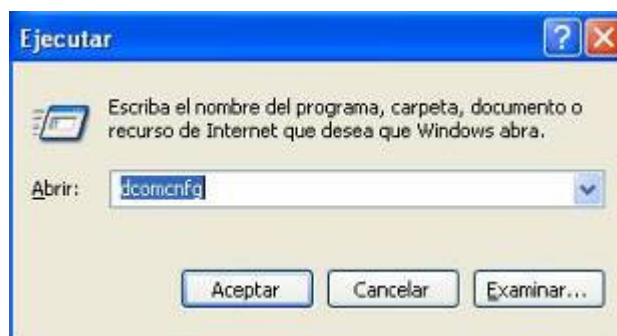 Ejecutar
Escriba el nombre del programa, carpeta, documento o
recurso de Internet que desea que Windows abra.
Abrir: dcomcnfg
Aceptar Cancelar Examinar...